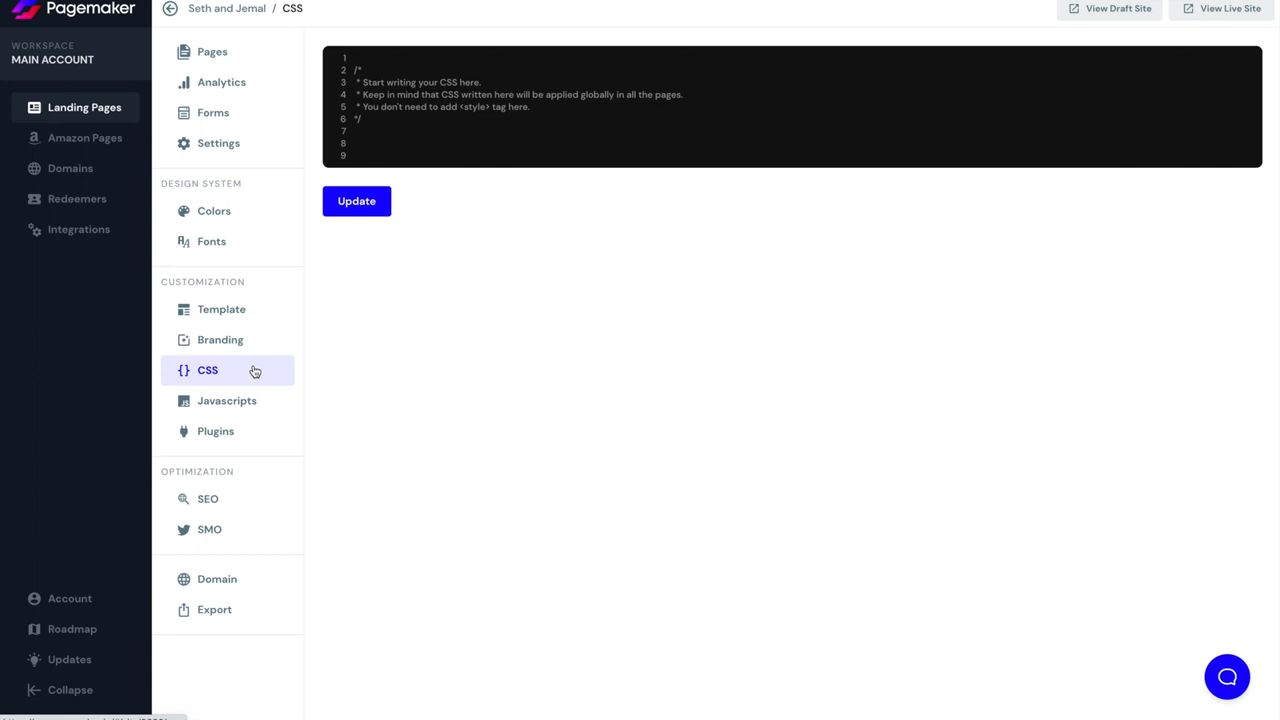 Pagemaker
WORKSPACE
MAIN ACCOUNT
Landing Pages
Amazon Pages
Domains
Redeemers
Integrations
Account
Roadmap
Updates
Collapse
Seth and Jemal / CSS
View Draft Site
View Live Site
Pages
Analytics
Forms
Settings
DESIGN SYSTEM
Colors
Fonts
CUSTOMIZATION
Template
Branding
{} CSS
Javascripts
Plugins
OPTIMIZATION
SEO
SMO
Domain
Export
1
2 /*
3 * Start writing your CSS here.
4 * Keep in mind that CSS written here will be applied globally in all the pages.
5 * You don't need to add <style> tag here.
6 */
7
8
9
Update